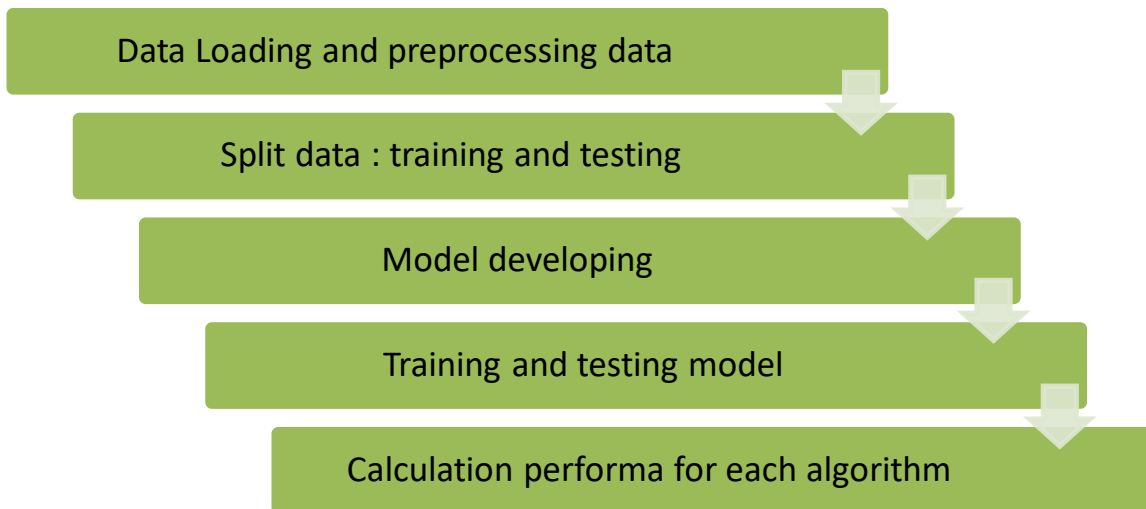 Data Loading and preprocessing data
Split data : training and testing
Model developing
Training and testing model
Calculation performa for each algorithm